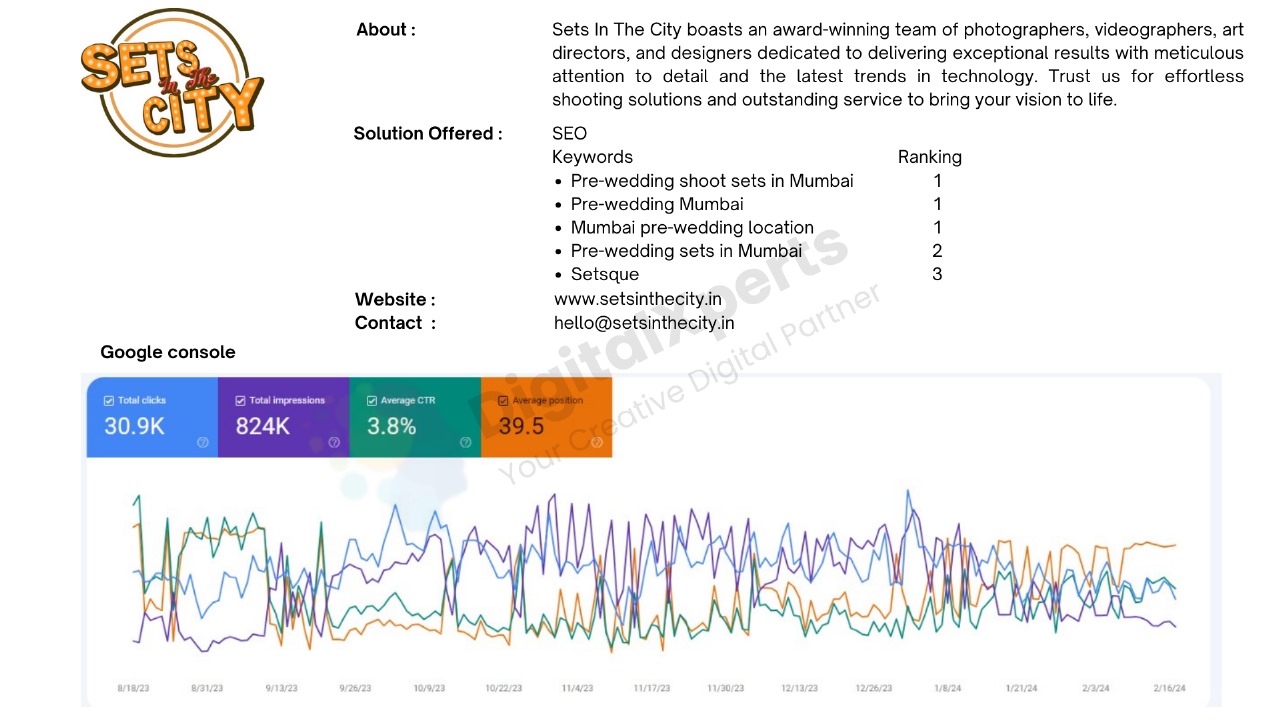 SETS
In The
CITY
About :
Sets In The City boasts an award-winning team of photographers, videographers, art
directors, and designers dedicated to delivering exceptional results with meticulous
attention to detail and the latest trends in technology. Trust us for effortless
shooting solutions and outstanding service to bring your vision to life.
Solution Offered :
SEO
Keywords Ranking
• Pre-wedding shoot sets in Mumbai 1
• Pre-wedding Mumbai 1
• Mumbai pre-wedding location 1
• Pre-wedding sets in Mumbai 2
• Setsque 3
Website : www.setsinthecity.in
Contact : hello@setsinthecity.in
DigitalXperts
Your Creative Digital Partner
Google console
Total clicks Total impressions Average CTR Average position
30.9K 824K 3.8% 39.5
8/18/23 8/31/23 9/13/23 9/26/23 10/9/23 10/22/23 11/4/23 11/17/23 11/30/23 12/13/23 12/26/23 1/8/24 1/21/24 2/3/24 2/16/24